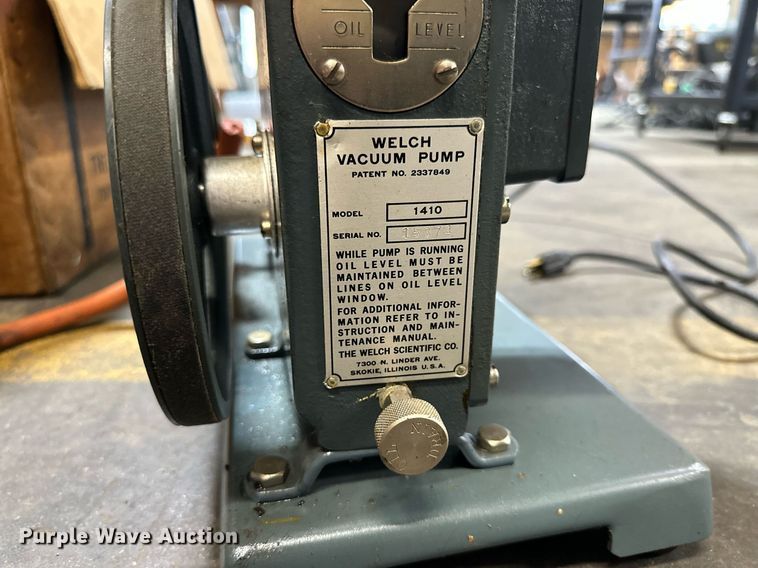 OIL LEVEL
WELCH
VACUUM PUMP
PATENT NO. 2337849
MODEL 1410
SERIAL NO.
WHILE PUMP IS RUNNING
OIL LEVEL MUST BE
MAINTAINED BETWEEN
LINES ON OIL LEVEL
WINDOW.
FOR ADDITIONAL INFOR-
MATION REFER TO IN-
STRUCTION AND MAIN-
TENANCE MANUAL.
THE WELCH SCIENTIFIC CO.
7300 N. LINDER AVE.
SKOKIE, ILLINOIS U.S.A.
Purple Wave Auction